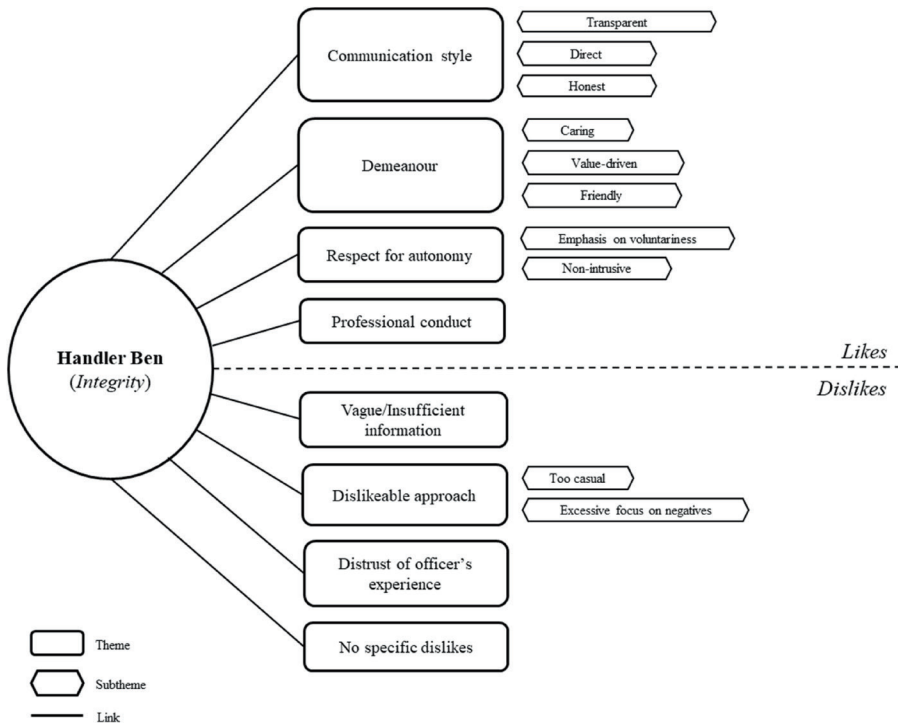 Transparent
Communication style
Direct
Honest
Caring
Demeanour
Value-driven
Friendly
Emphasis on voluntariness
Respect for autonomy
Non-intrusive
Professional conduct
Handler Ben
(Integrity)
Likes
Dislikes
Vague/Insufficient
information
Too casual
Dislikeable approach
Excessive focus on negatives
Distrust of officer's
experience
No specific dislikes
Theme
Subtheme
Link